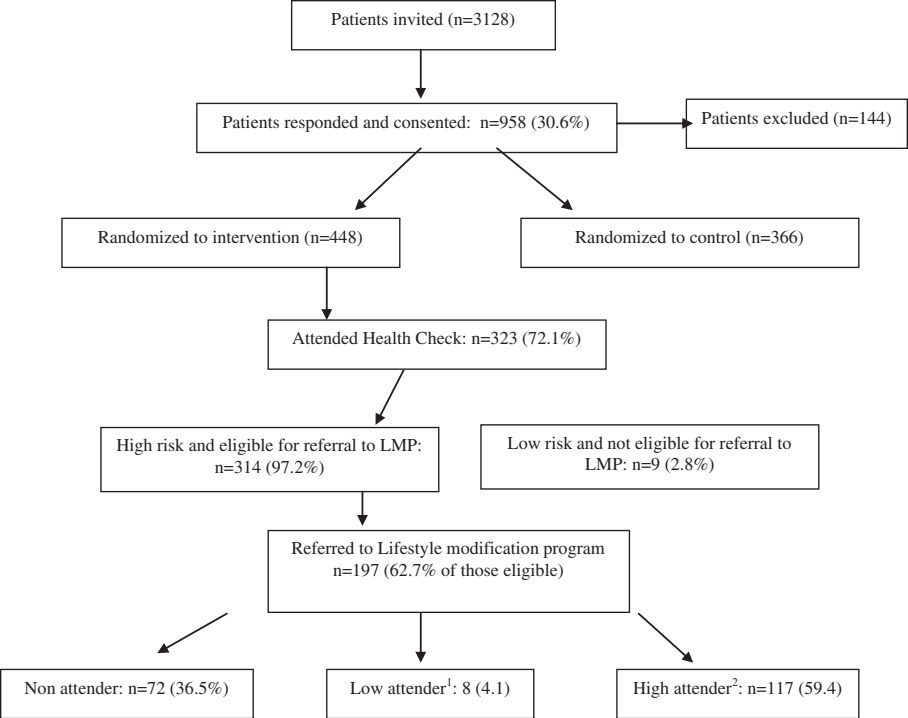 Patients invited (n=3128)
Patients responded and consented: n=958 (30.6%)
Patients excluded (n=144)
Randomized to intervention (n=448)
Randomized to control (n=366)
Attended Health Check: n=323 (72.1%)
High risk and eligible for referral to LMP:
n=314 (97.2%)
Low risk and not eligible for referral to
LMP: n=9 (2.8%)
Referred to Lifestyle modification program
n=197 (62.7% of those eligible)
Non attender: n=72 (36.5%)
Low attender¹: 8 (4.1)
High attender²: n=117 (59.4)